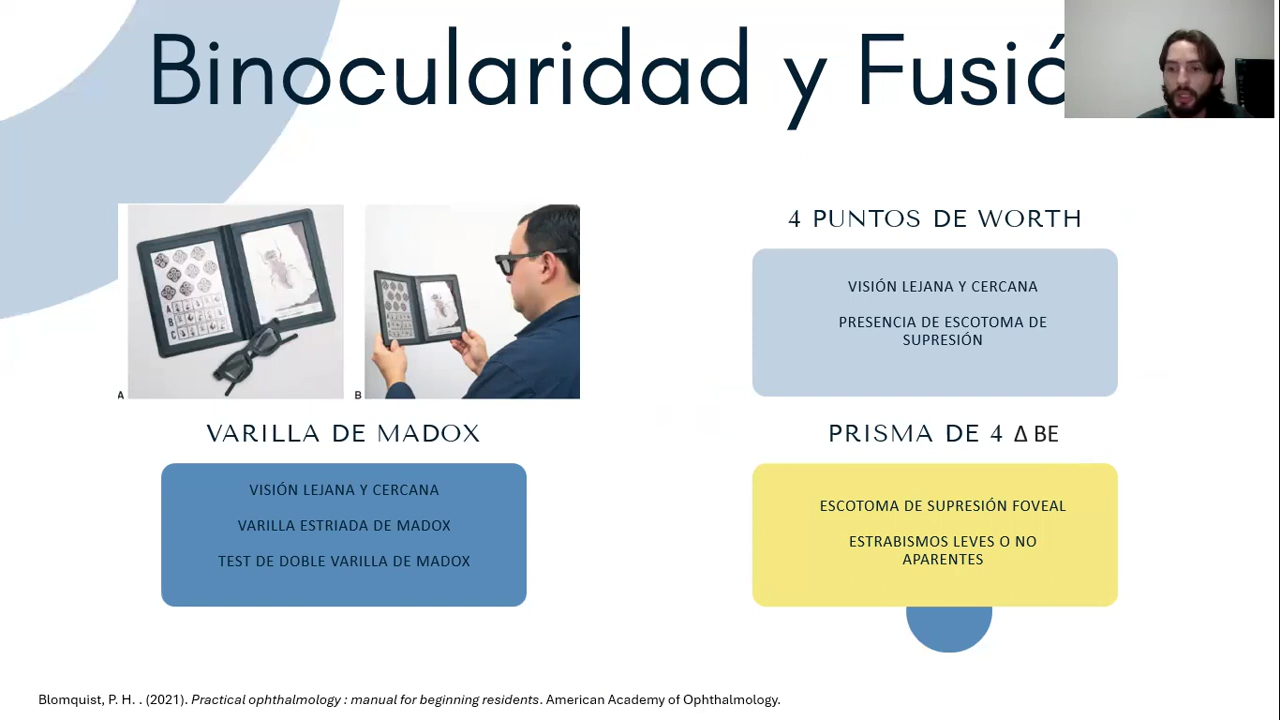 Binocularidad y Fusió
A
B
A
B
C
VARILLA DE MADOX
VISIÓN LEJANA Y CERCANA
VARILLA ESTRIADA DE MADOX
TEST DE DOBLE VARILLA DE MADOX
4 PUNTOS DE WORTH
VISIÓN LEJANA Y CERCANA
PRESENCIA DE ESCOTOMA DE
SUPRESIÓN
PRISMA DE 4 Δ BE
ESCOTOMA DE SUPRESIÓN FOVEAL
ESTRABISMOS LEVES O NO
APARENTES
Blomquist, P. H. . (2021). Practical ophthalmology : manual for beginning residents. American Academy of Ophthalmology.